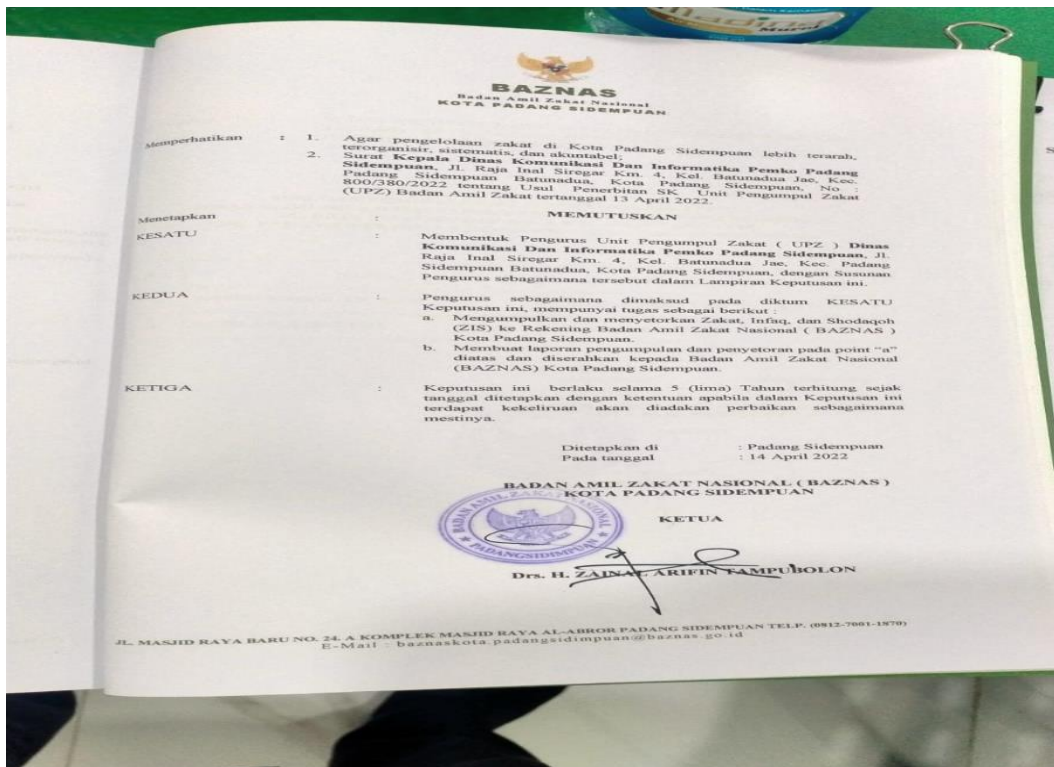 Murni
BAZNAS
Badan Amil Zakat Nasional
KOTA PADANG SIDEMPUAN
Memperhatikan : 1. Agar pengelolaan zakat di Kota Padang Sidempuan lebih terarah,
terorganisir, sistematis, dan akuntabel;
2. Surat Kepala Dinas Komunikasi Dan Informatika Pemko Padang
Sidempuan, Jl. Raja Inal Siregar Km. 4, Kel. Batunadua Jae, Kec.
Padang Sidempuan Batunadua, Kota Padang Sidempuan, No :
800/380/2022 tentang Usul Penerbitan SK Unit Pengumpul Zakat
(UPZ) Badan Amil Zakat tertanggal 13 April 2022.
MEMUTUSKAN
Menetapkan :
KESATU : Membentuk Pengurus Unit Pengumpul Zakat ( UPZ ) Dinas
Komunikasi Dan Informatika Pemko Padang Sidempuan, Jl.
Raja Inal Siregar Km. 4, Kel. Batunadua Jae, Kec. Padang
Sidempuan Batunadua, Kota Padang Sidempuan, dengan Susunan
Pengurus sebagaimana tersebut dalam Lampiran Keputusan ini.
KEDUA : Pengurus sebagaimana dimaksud pada diktum KESATU
Keputusan ini, mempunyai tugas sebagai berikut :
a. Mengumpulkan dan menyetorkan Zakat, Infaq, dan Shodaqoh
(ZIS) ke Rekening Badan Amil Zakat Nasional ( BAZNAS )
Kota Padang Sidempuan.
b. Membuat laporan pengumpulan dan penyetoran pada point "a"
diatas dan diserahkan kepada Badan Amil Zakat Nasional
(BAZNAS) Kota Padang Sidempuan.
KETIGA : Keputusan ini berlaku selama 5 (lima) Tahun terhitung sejak
tanggal ditetapkan dengan ketentuan apabila dalam Keputusan ini
terdapat kekeliruan akan diadakan perbaikan sebagaimana
mestinya.
Ditetapkan di : Padang Sidempuan
Pada tanggal : 14 April 2022
BADAN AMIL ZAKAT NASIONAL ( BAZNAS )
KOTA PADANG SIDEMPUAN
KETUA
BADAN AMIL ZAKAT NASIONAL
PADANGSIDIMPUAN
Drs. H. ZAINAL ARIFIN TAMPUBOLON
JL. MASJID RAYA BARU NO. 24. A KOMPLEK MASJID RAYA AL-ABROR PADANG SIDEMPUAN TELP. (0812-7001-1870)
E-Mail : baznaskota.padangsidimpuan@baznas.go.id